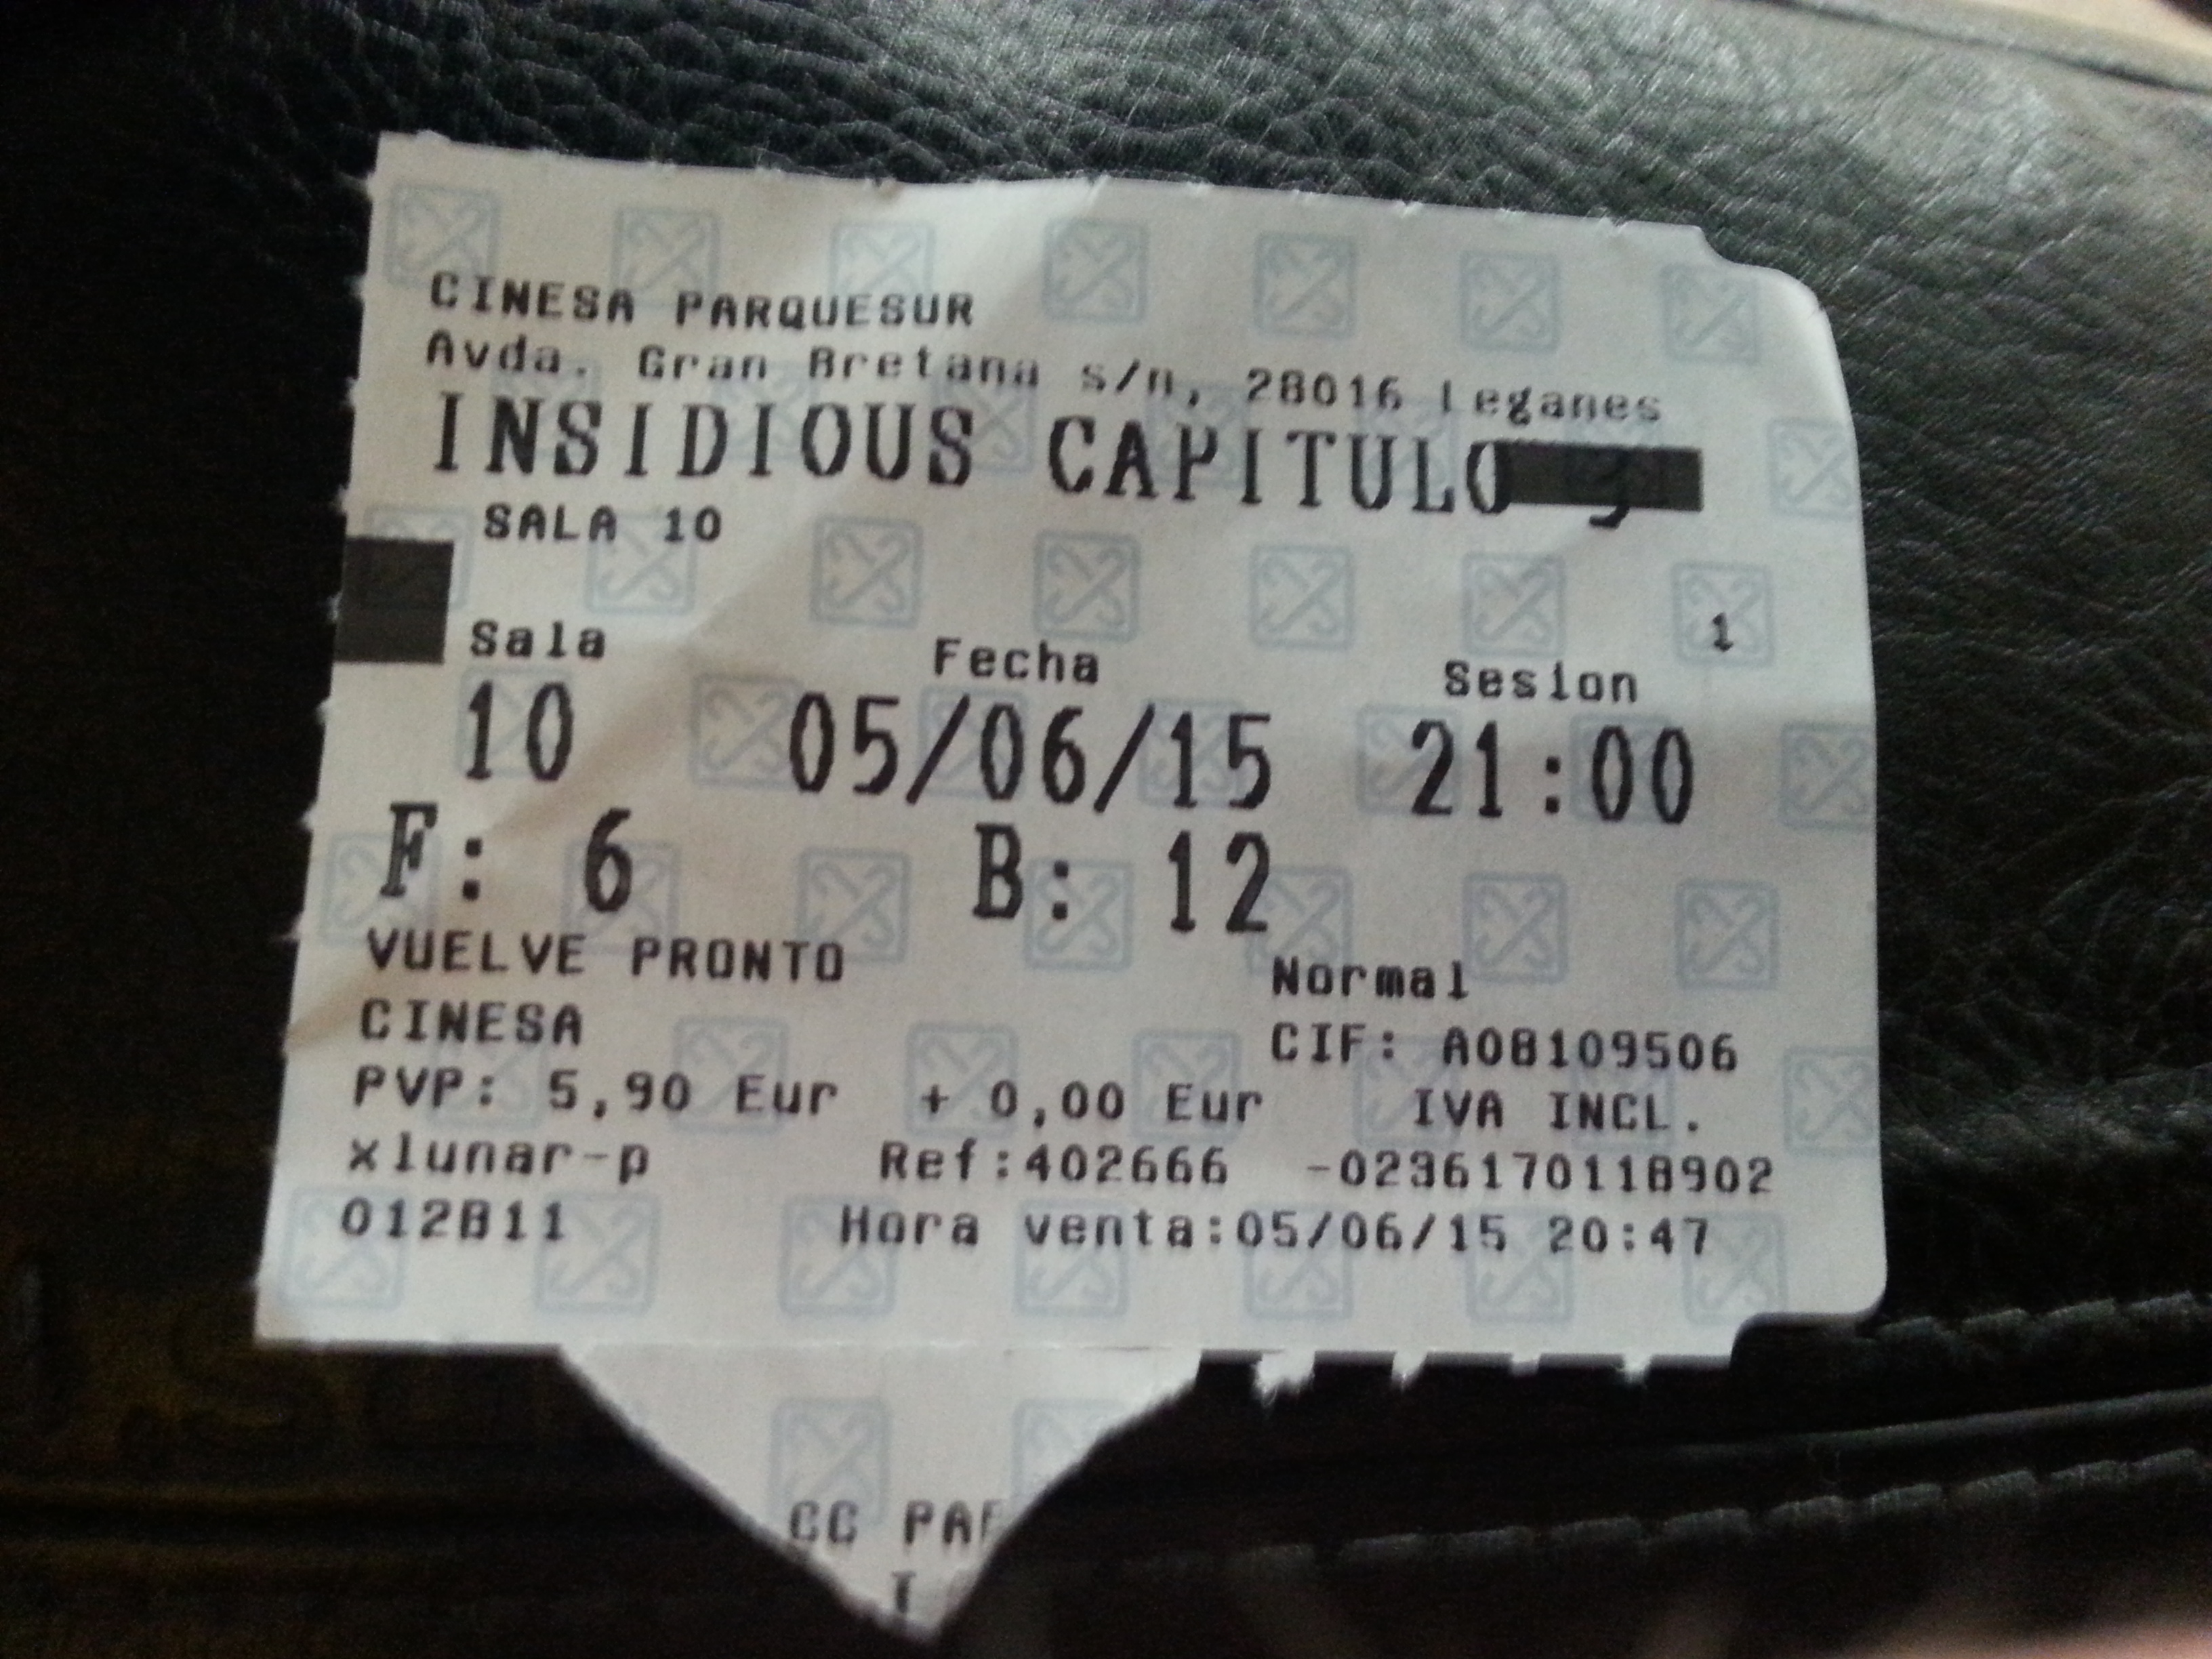 CINESA PARQUESUR
Avda. Gran Bretana s/n, 28016 Leganes
INSIDIOUS CAPITULO 3
SALA 10
1
Sala Fecha Sesion
10 05/06/15 21:00
F: 6 B: 12
VUELVE PRONTO Normal
CINESA CIF: A08109506
PVP: 5,90 Eur + 0,00 Eur IVA INCL.
xlunar-p Ref:402666 -0236170118902
012B11 Hora venta:05/06/15 20:47
CC